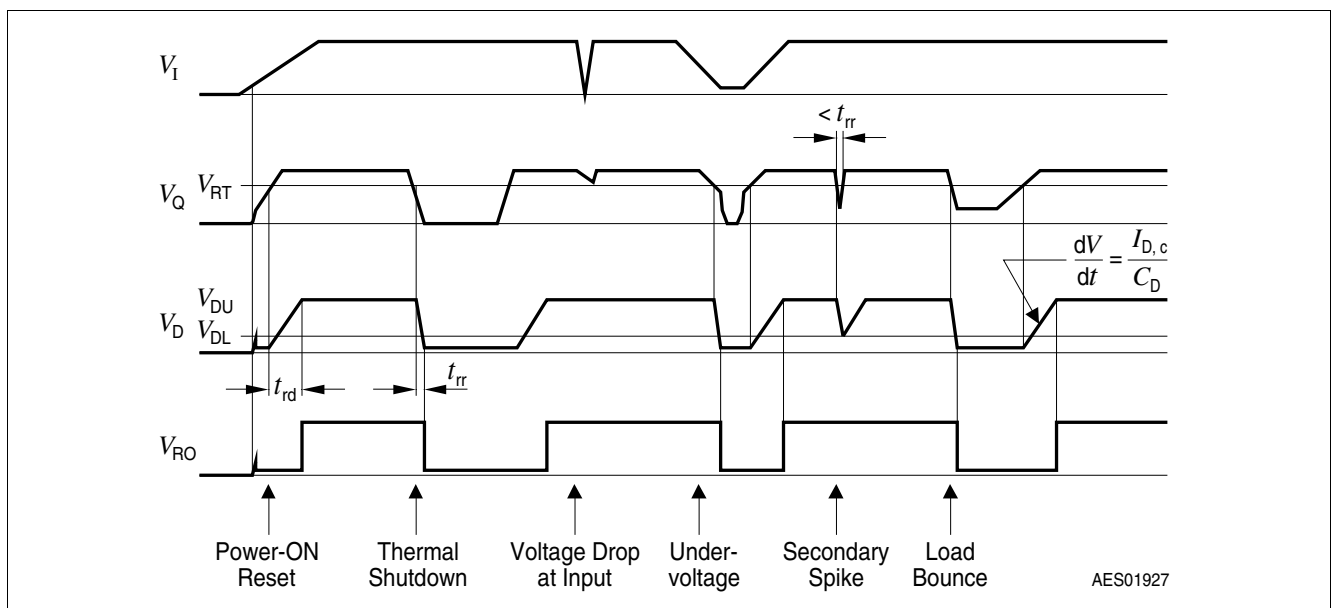 V_I
< t_rr
V_Q V_RT
dV/dt = I_D, c/C_D
V_DU
V_D V_DL
t_rd t_rr
V_RO
Power-ON Reset
Thermal Shutdown
Voltage Drop at Input
Under-voltage
Secondary Spike
Load Bounce
AES01927